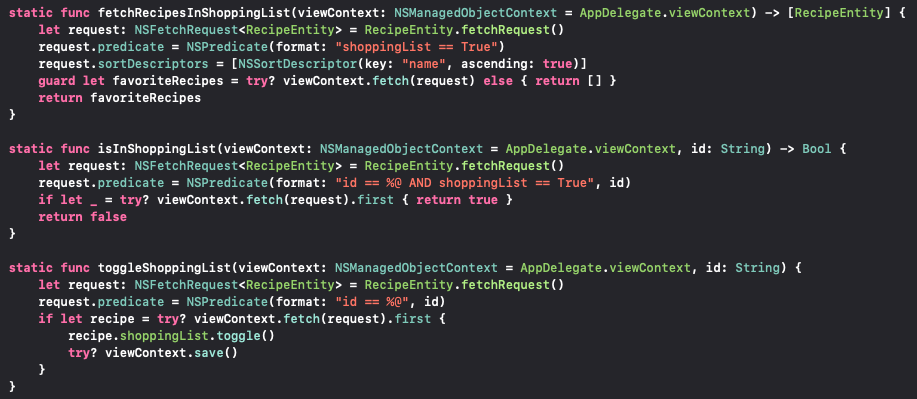 static func fetchRecipesInShoppingList(viewContext: NSManagedObjectContext = AppDelegate.viewContext) -> [RecipeEntity] {
    let request: NSFetchRequest<RecipeEntity> = RecipeEntity.fetchRequest()
    request.predicate = NSPredicate(format: "shoppingList == True")
    request.sortDescriptors = [NSSortDescriptor(key: "name", ascending: true)]
    guard let favoriteRecipes = try? viewContext.fetch(request) else { return [] }
    return favoriteRecipes
}

static func isInShoppingList(viewContext: NSManagedObjectContext = AppDelegate.viewContext, id: String) -> Bool {
    let request: NSFetchRequest<RecipeEntity> = RecipeEntity.fetchRequest()
    request.predicate = NSPredicate(format: "id == %@ AND shoppingList == True", id)
    if let _ = try? viewContext.fetch(request).first { return true }
    return false
}

static func toggleShoppingList(viewContext: NSManagedObjectContext = AppDelegate.viewContext, id: String) {
    let request: NSFetchRequest<RecipeEntity> = RecipeEntity.fetchRequest()
    request.predicate = NSPredicate(format: "id == %@", id)
    if let recipe = try? viewContext.fetch(request).first {
        recipe.shoppingList.toggle()
        try? viewContext.save()
    }
}